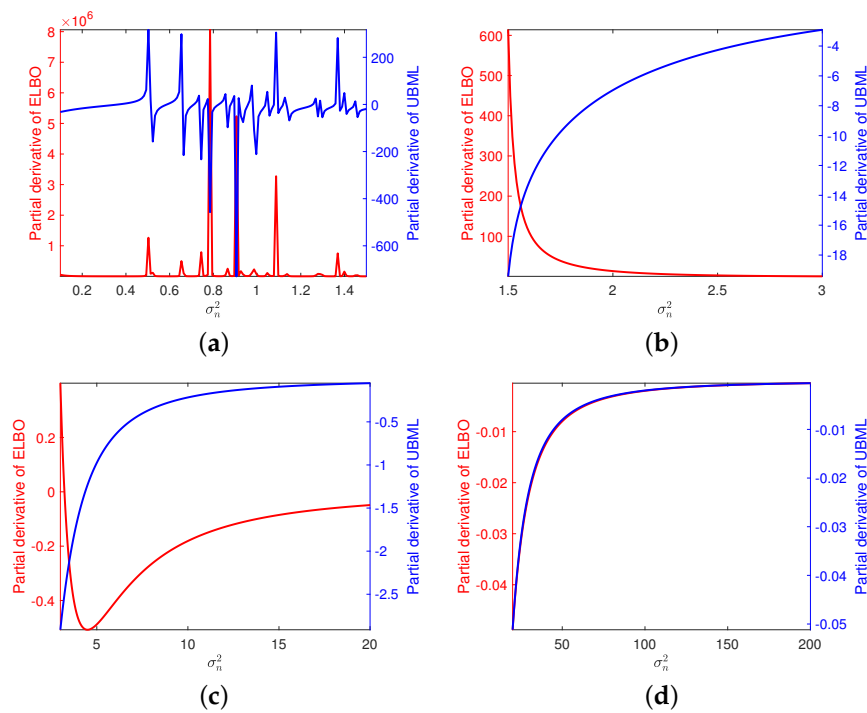 ×10⁶
8
7
6
5
4
3
2
1
Partial derivative of ELBO
200
0
-200
-400
-600
Partial derivative of UBML
0.2 0.4 0.6 0.8 1 1.2 1.4
σ²ₙ
(a)
600
500
400
300
200
100
Partial derivative of ELBO
-4
-6
-8
-10
-12
-14
-16
-18
Partial derivative of UBML
1.5 2 2.5 3
σ²ₙ
(b)
0.2
0
-0.2
-0.4
Partial derivative of ELBO
-0.5
-1
-1.5
-2
-2.5
Partial derivative of UBML
5 10 15 20
σ²ₙ
(c)
-0.01
-0.02
-0.03
-0.04
Partial derivative of ELBO
-0.01
-0.02
-0.03
-0.04
-0.05
Partial derivative of UBML
50 100 150 200
σ²ₙ
(d)